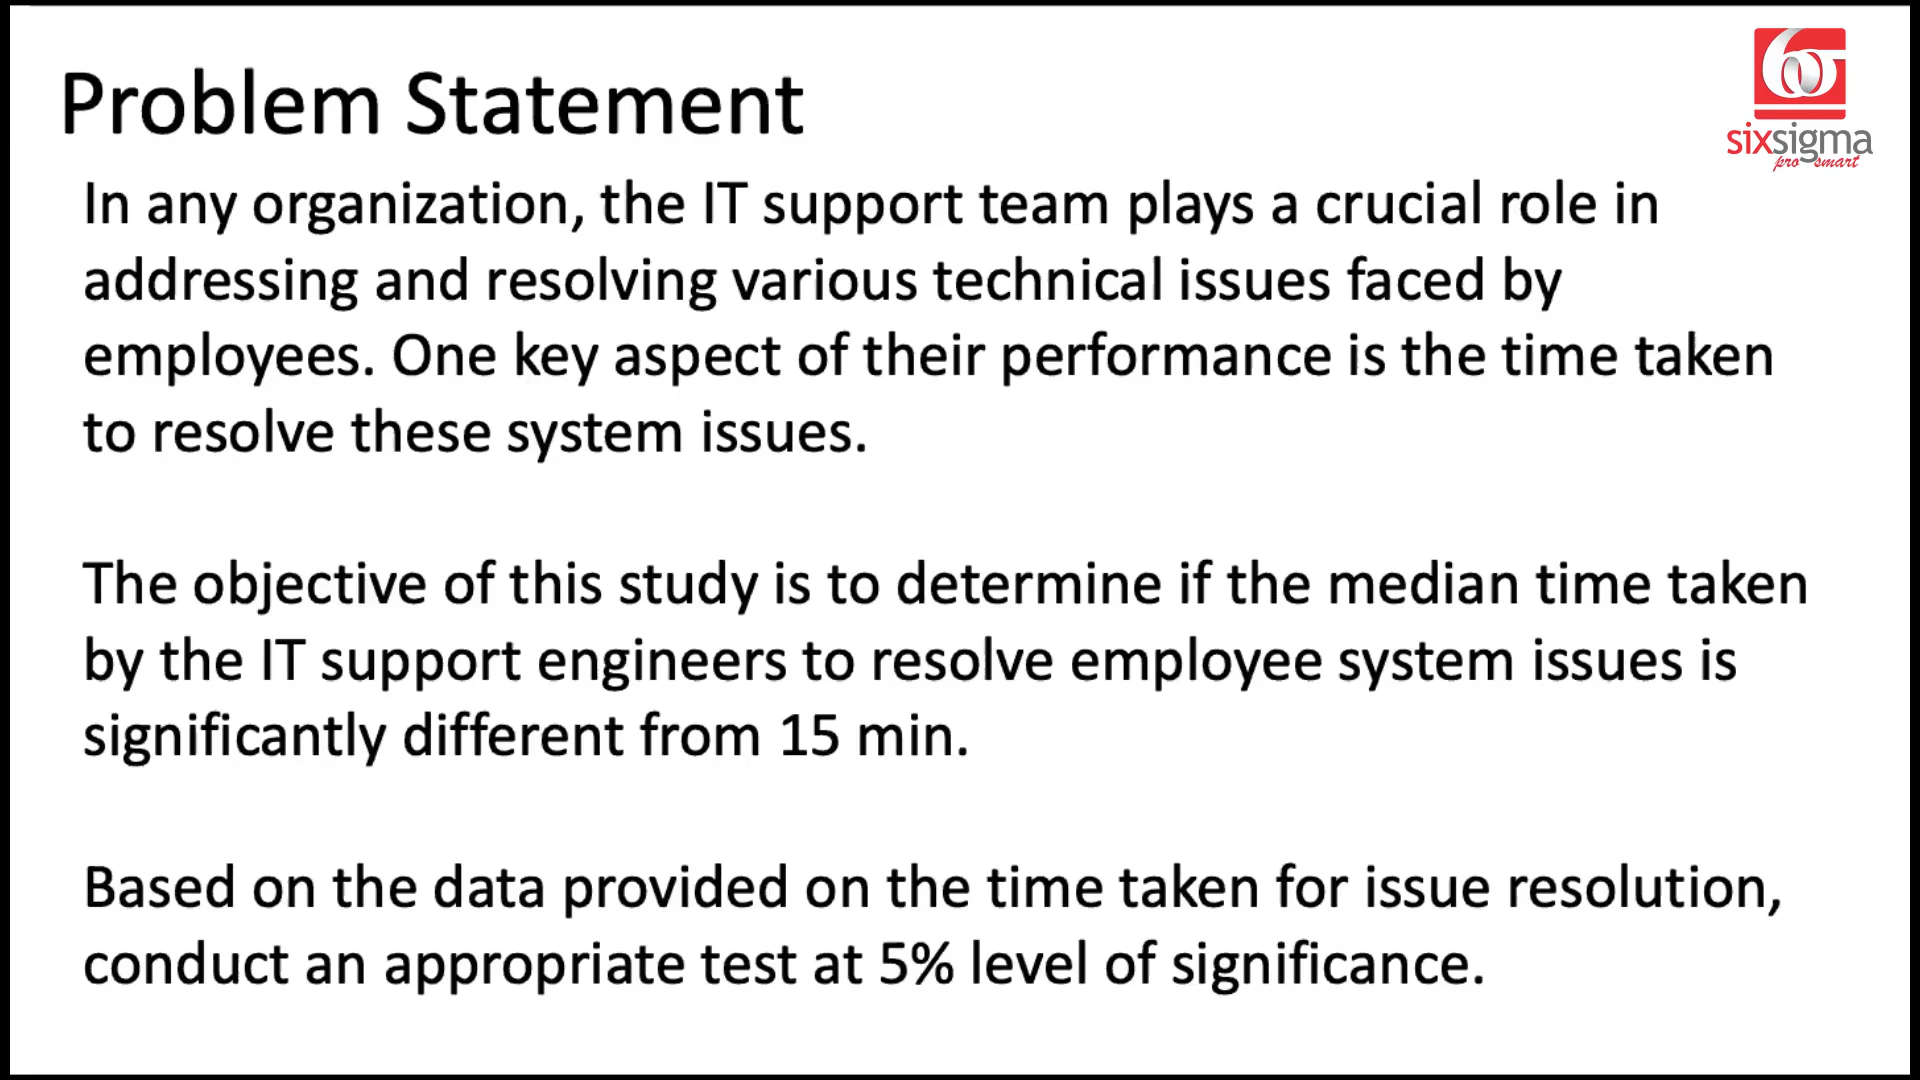 Problem Statement
sixsigma
pro smart
In any organization, the IT support team plays a crucial role in
addressing and resolving various technical issues faced by
employees. One key aspect of their performance is the time taken
to resolve these system issues.
The objective of this study is to determine if the median time taken
by the IT support engineers to resolve employee system issues is
significantly different from 15 min.
Based on the data provided on the time taken for issue resolution,
conduct an appropriate test at 5% level of significance.